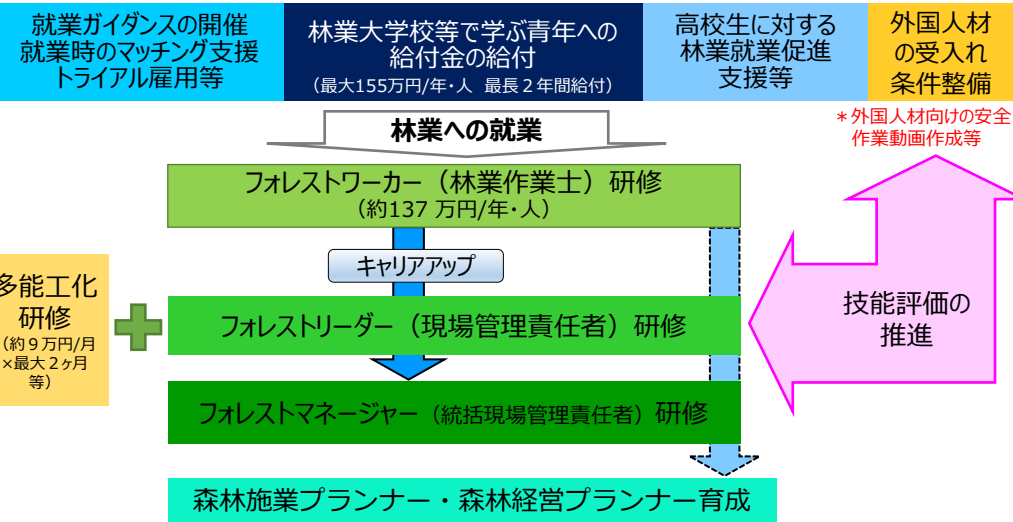 就業ガイダンスの開催
就業時のマッチング支援
トライアル雇用等
林業大学校等で学ぶ青年への
給付金の給付
（最大155万円/年・人 最長２年間給付）
高校生に対する
林業就業促進
支援等
外国人材
の受入れ
条件整備
＊外国人材向けの安全
作業動画作成等
林業への就業
フォレストワーカー（林業作業士）研修
（約137 万円/年・人）
キャリアアップ
多能工化
研修
（約９万円/月
×最大２ヶ月
等）
フォレストリーダー（現場管理責任者）研修
技能評価の
推進
フォレストマネージャー（統括現場管理責任者）研修
森林施業プランナー・森林経営プランナー育成